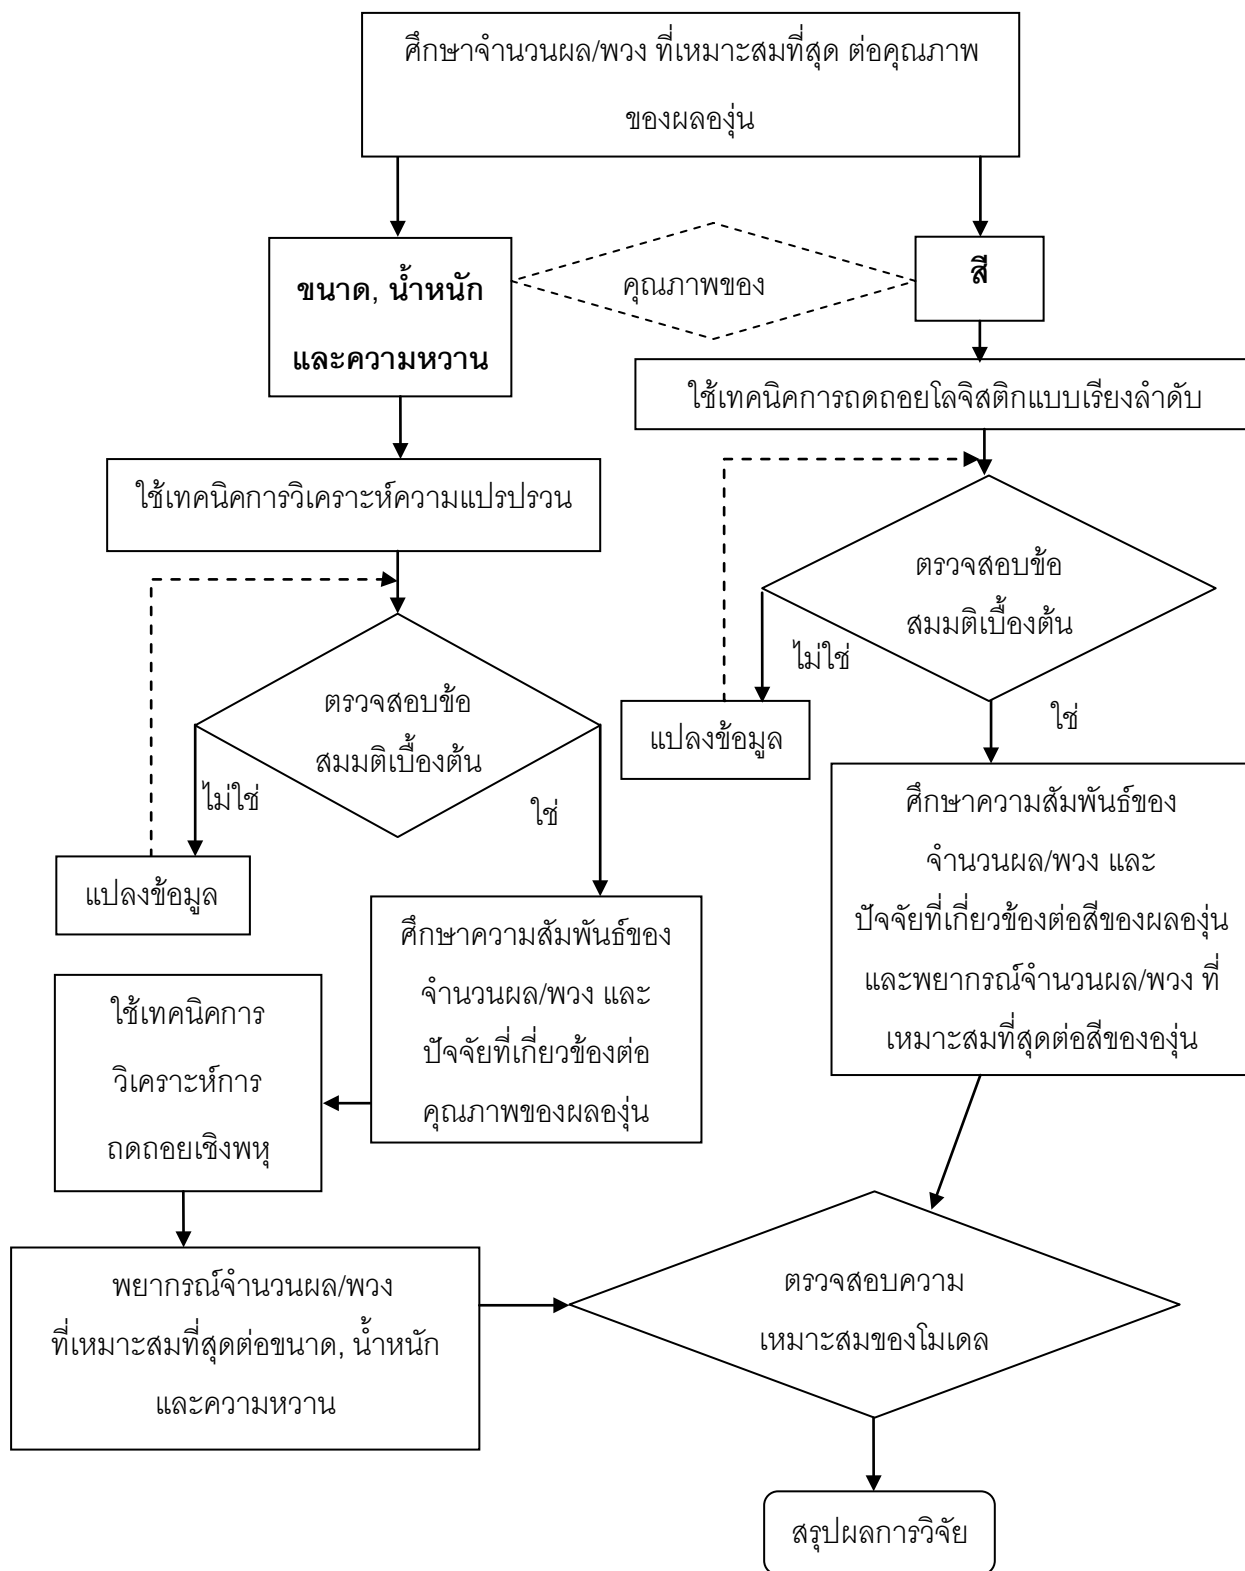 ศึกษาจำนวนผล/พวง ที่เหมาะสมที่สุด ต่อคุณภาพ
ของผลองุ่น
ขนาด, น้ำหนัก
และความหวาน
คุณภาพของ
สี
ใช้เทคนิคการถดถอยโลจิสติกแบบเรียงลำดับ
ใช้เทคนิคการวิเคราะห์ความแปรปรวน
ตรวจสอบข้อ
สมมติเบื้องต้น
ไม่ใช่
ใช่
แปลงข้อมูล
ตรวจสอบข้อ
สมมติเบื้องต้น
ไม่ใช่
ใช่
แปลงข้อมูล
ศึกษาความสัมพันธ์ของ
จำนวนผล/พวง และ
ปัจจัยที่เกี่ยวข้องต่อสีของผลองุ่น
และพยากรณ์จำนวนผล/พวง ที่
เหมาะสมที่สุดต่อสีขององุ่น
ศึกษาความสัมพันธ์ของ
จำนวนผล/พวง และ
ปัจจัยที่เกี่ยวข้องต่อ
คุณภาพของผลองุ่น
ใช้เทคนิคการ
วิเคราะห์การ
ถดถอยเชิงพหุ
พยากรณ์จำนวนผล/พวง
ที่เหมาะสมที่สุดต่อขนาด, น้ำหนัก
และความหวาน
ตรวจสอบความ
เหมาะสมของโมเดล
สรุปผลการวิจัย